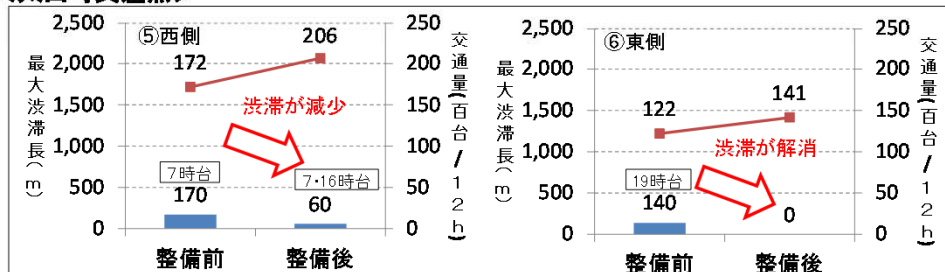 ⑤西側
最大渋滞長(m)
2,500
2,000
1,500
1,000
500
0
172
206
渋滞が減少
7時台
170
7・16時台
60
整備前
整備後
250
200
150
100
50
0
交通量(百台/12h)
⑥東側
最大渋滞長(m)
2,500
2,000
1,500
1,000
500
0
122
141
渋滞が解消
19時台
140
0
整備前
整備後
250
200
150
100
50
0
交通量(百台/12h)